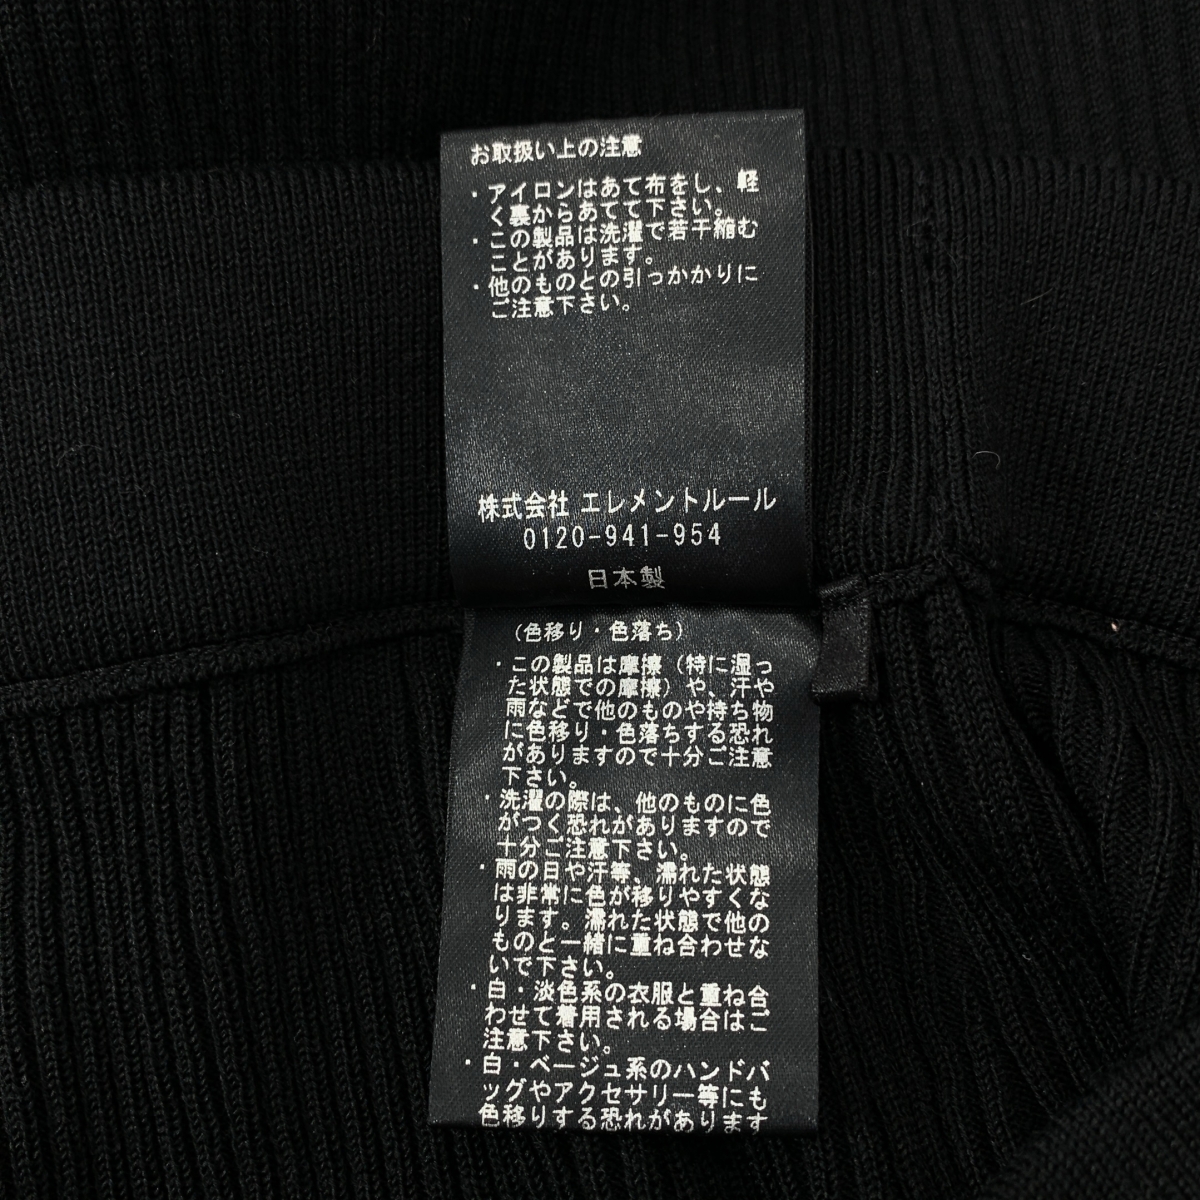 お取扱い上の注意
・アイロンはあて布をし、軽
く裏からあてて下さい。
・この製品は洗濯で若干縮む
ことがあります。
・他のものとの引っかかりに
ご注意下さい。
株式会社 エレメントルール
0120-941-954
日本製
(色移り・色落ち)
・この製品は摩擦(特に湿っ
た状態での摩擦)や、汗や
雨などで他のものや持ち物
に色移り・色落ちする恐れ
がありますので十分ご注意
下さい。
・洗濯の際は、他のものに色
がつく恐れがありますので
十分ご注意下さい。
・雨の日や汗等、濡れた状態
は非常に色が移りやすくな
ります。濡れた状態で他の
ものと一緒に重ね合わせな
いで下さい。
・白・淡色系の衣服と重ね合
わせて着用される場合はご
注意下さい。
・白・ベージュ系のハンドバ
ッグやアクセサリー等にも
色移りする恐れがあります